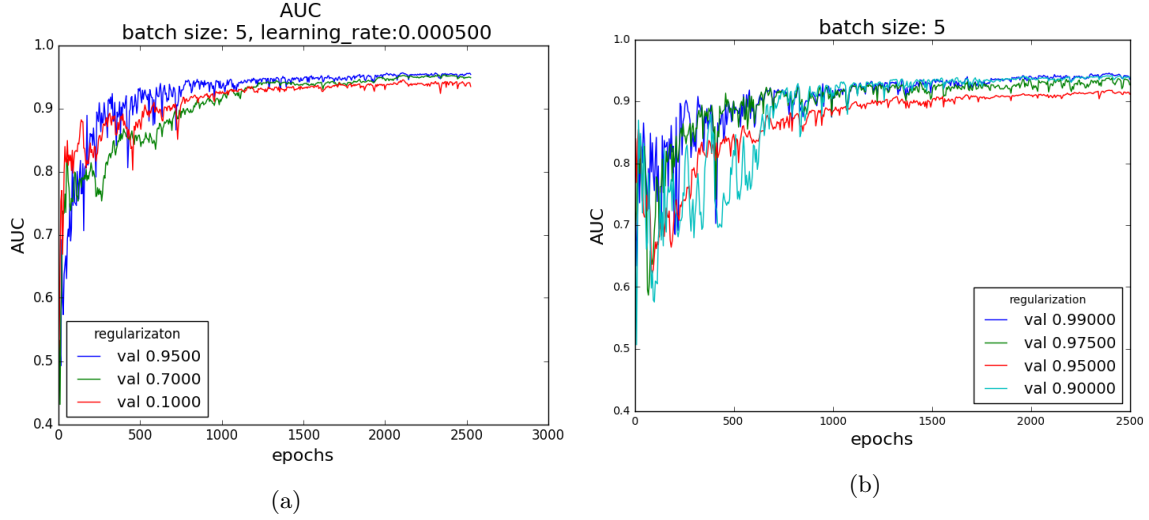 AUC
batch size: 5, learning_rate:0.000500
1.0
0.9
0.8
0.7
0.6
0.5
0.4
AUC
0 500 1000 1500 2000 2500 3000
epochs
regularizaton
val 0.9500
val 0.7000
val 0.1000
(a)
batch size: 5
1.0
0.9
0.8
0.7
0.6
0.5
0.4
AUC
0 500 1000 1500 2000 2500
epochs
regularization
val 0.99000
val 0.97500
val 0.95000
val 0.90000
(b)